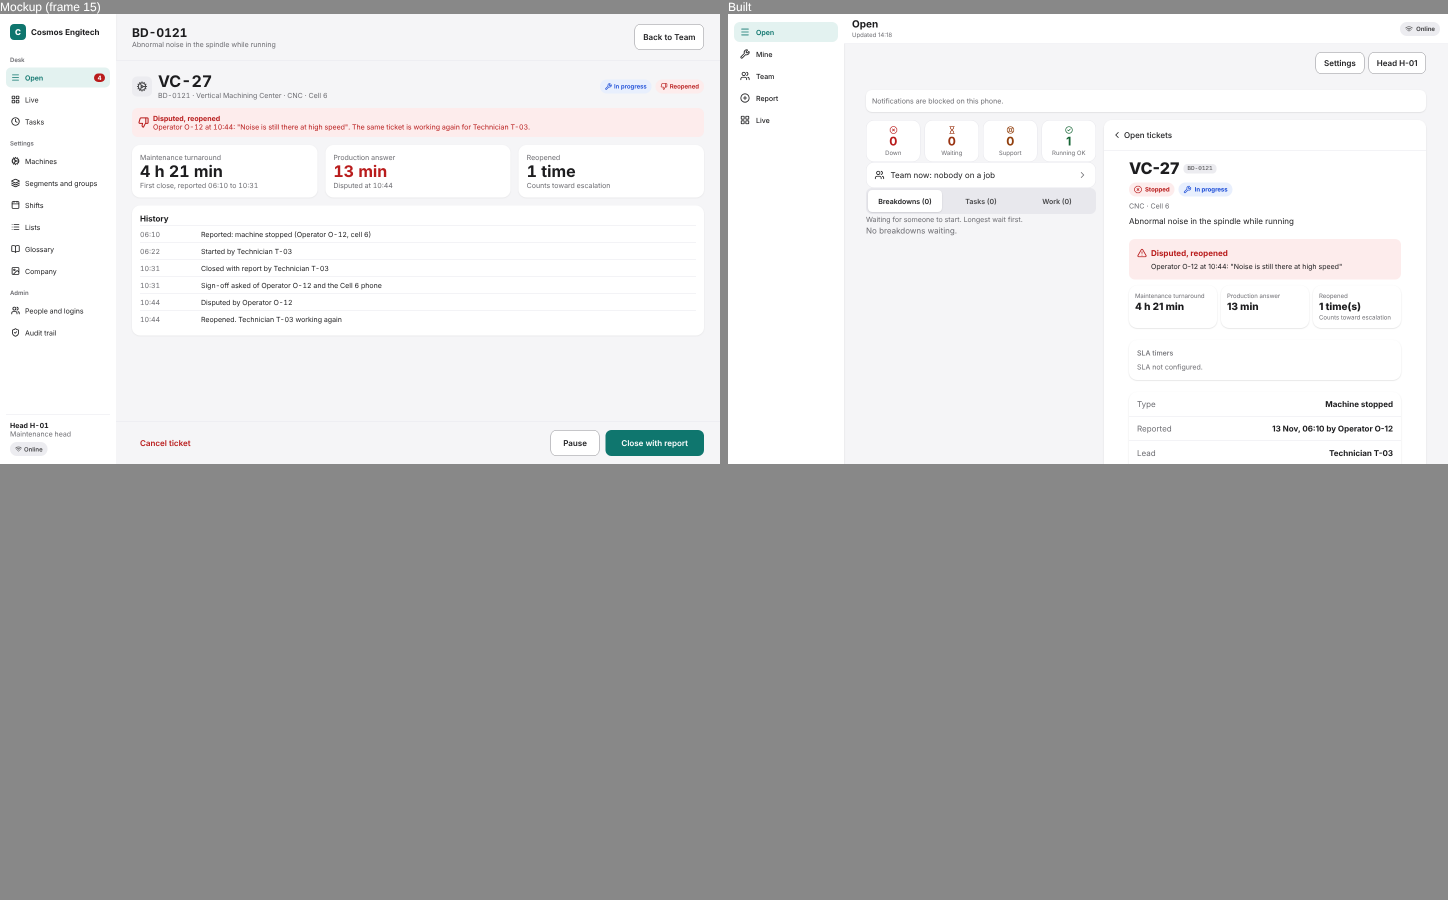 Mockup (frame 15)
C Cosmos Engitech
Desk
Open 4
Live
Tasks
Settings
Machines
Segments and groups
Shifts
Lists
Glossary
Company
Admin
People and logins
Audit trail
Head H-01
Maintenance head
Online
BD-0121
Abnormal noise in the spindle while running
Back to Team
VC-27
BD-0121 · Vertical Machining Center · CNC · Cell 6
In progress
Reopened
Disputed, reopened
Operator O-12 at 10:44: "Noise is still there at high speed". The same ticket is working again for Technician T-03.
Maintenance turnaround
4 h 21 min
First close, reported 06:10 to 10:31
Production answer
13 min
Disputed at 10:44
Reopened
1 time
Counts toward escalation
History
06:10 Reported: machine stopped (Operator O-12, cell 6)
06:22 Started by Technician T-03
10:31 Closed with report by Technician T-03
10:31 Sign-off asked of Operator O-12 and the Cell 6 phone
10:44 Disputed by Operator O-12
10:44 Reopened. Technician T-03 working again
Cancel ticket
Pause
Close with report
Built
Open
Mine
Team
Report
Live
Open
Updated 14:18
Online
Settings
Head H-01
Notifications are blocked on this phone.
0
Down
0
Waiting
0
Support
1
Running OK
Team now: nobody on a job
Breakdowns (0)
Tasks (0)
Work (0)
Waiting for someone to start. Longest wait first.
No breakdowns waiting.
Open tickets
VC-27 BD-0121
Stopped
In progress
CNC · Cell 6
Abnormal noise in the spindle while running
Disputed, reopened
Operator O-12 at 10:44: "Noise is still there at high speed"
Maintenance turnaround
4 h 21 min
Production answer
13 min
Reopened
1 time(s)
Counts toward escalation
SLA timers
SLA not configured.
Type Machine stopped
Reported 13 Nov, 06:10 by Operator O-12
Lead Technician T-03